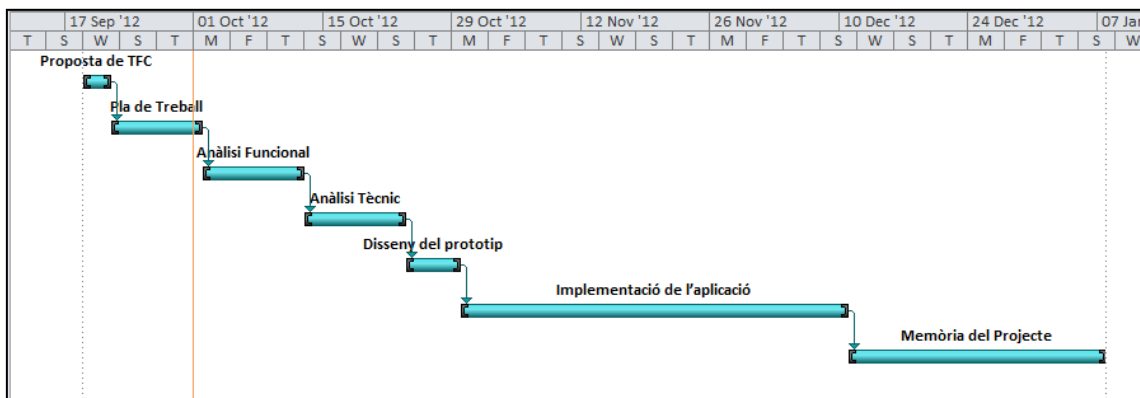 17 Sep '12 01 Oct '12 15 Oct '12 29 Oct '12 12 Nov '12 26 Nov '12 10 Dec '12 24 Dec '12 07 Jan
T S W S T M F T S W S T M F T S W S T M F T S W S T M F T S W
Proposta de TFC
Pla de Treball
Anàlisi Funcional
Anàlisi Tècnic
Disseny del prototip
Implementació de l'aplicació
Memòria del Projecte